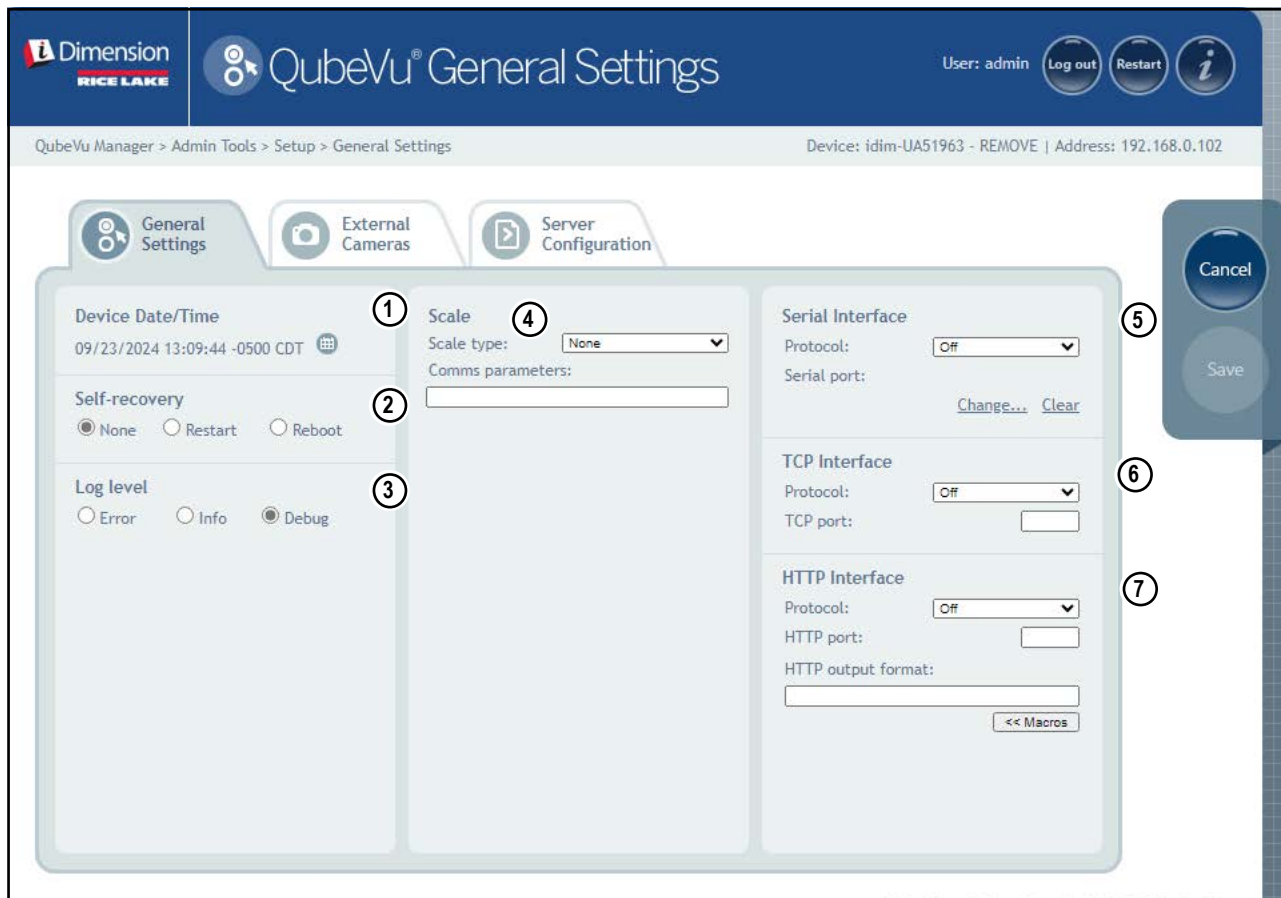 iDimension
RICE LAKE
QubeVu® General Settings
User: admin
Log out
Restart
i
QubeVu Manager > Admin Tools > Setup > General Settings
Device: idim-UA51963 - REMOVE | Address: 192.168.0.102
General Settings
External Cameras
Server Configuration
Cancel
Save
Device Date/Time
1
09/23/2024 13:09:44 -0500 CDT
Self-recovery
2
None Restart Reboot
Log level
3
Error Info Debug
Scale
4
Scale type: None
Comms parameters:
Serial Interface
5
Protocol: Off
Serial port:
Change... Clear
TCP Interface
6
Protocol: Off
TCP port:
HTTP Interface
7
Protocol: Off
HTTP port:
HTTP output format:
<< Macros